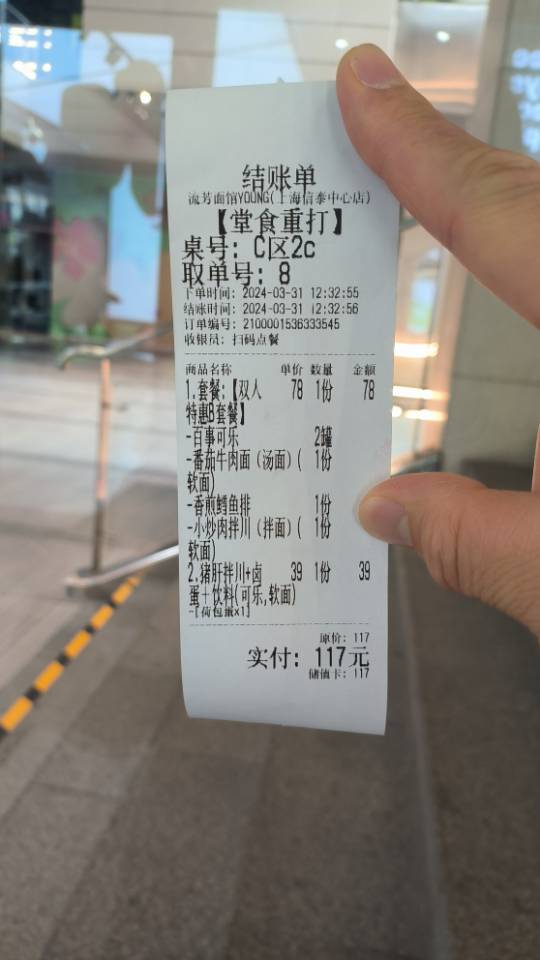 结账单
流芳面馆YOUNG(上海信泰中心店)
【堂食重打】
桌号: C区2c
取单号: 8
下单时间: 2024-03-31 12:32:55
结账时间: 2024-03-31 12:32:56
订单编号: 2100001536333545
收银员: 扫码点餐
商品名称 单价 数量 金额
1.套餐:【双人 78 1份 78
特惠B套餐】
-百事可乐 2罐
-番茄牛肉面(汤面)( 1份
软面)
-香煎鳕鱼排 1份
-小炒肉拌川(拌面)( 1份
软面)
2.猪肝拌川+卤 39 1份 39
蛋+饮料(可乐,软面)
-[荷包蛋x1]
原价: 117
实付: 117元
储值卡: 117